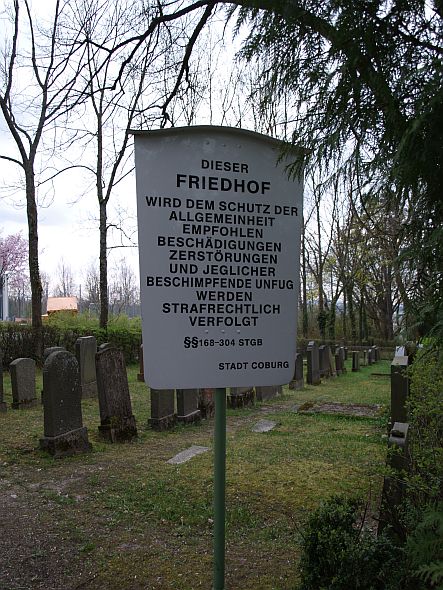 DIESER
FRIEDHOF
WIRD DEM SCHUTZ DER
ALLGEMEINHEIT
EMPFOHLEN
BESCHÄDIGUNGEN
ZERSTÖRUNGEN
UND JEGLICHER
BESCHIMPFENDE UNFUG
WERDEN
STRAFRECHTLICH
VERFOLGT
§§168-304 STGB
STADT COBURG